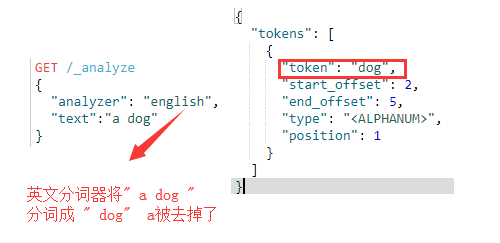 GET /_analyze
{
"analyzer": "english",
"text":"a dog"
}
英文分词器将" a dog "
分词成 " dog" a被去掉了
{
"tokens": [
{
"token": "dog",
"start_offset": 2,
"end_offset": 5,
"type": "<ALPHANUM>",
"position": 1
}
]
}